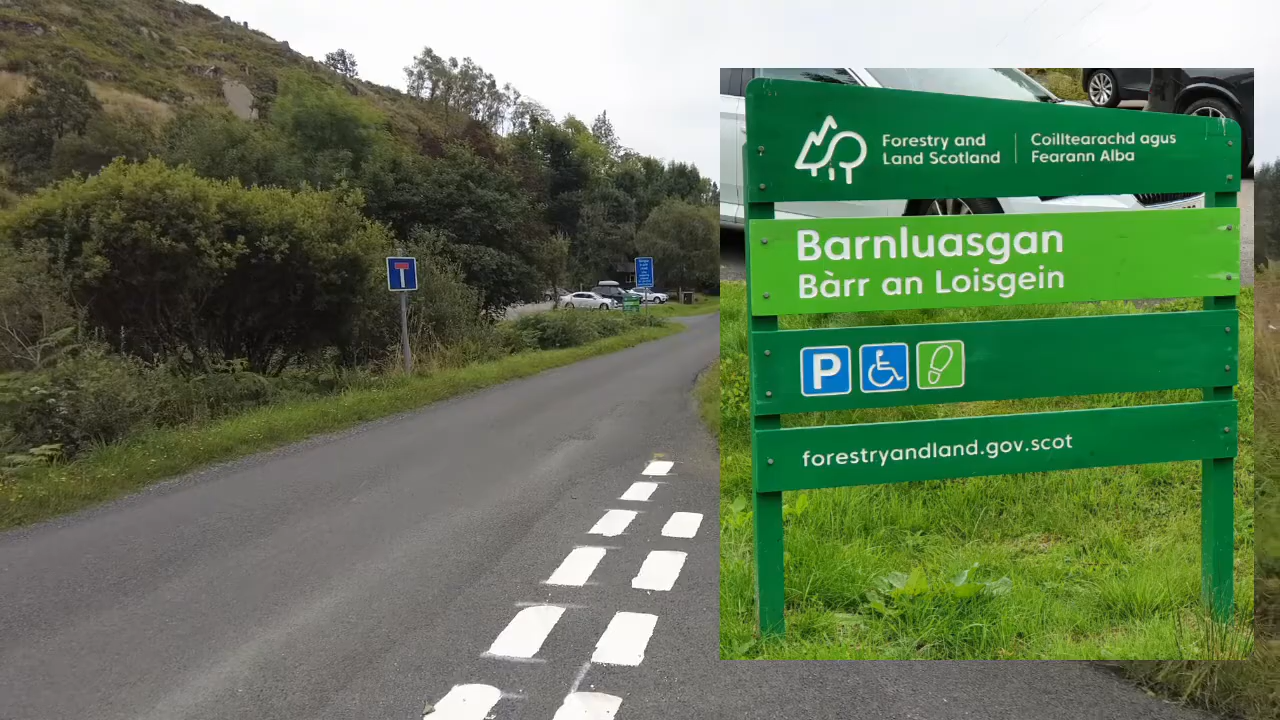 Forestry and
Land Scotland
Coilltearachd agus
Fearann Alba
Barnluasgan
Bàrr an Loisgein
P
forestryandland.gov.scot